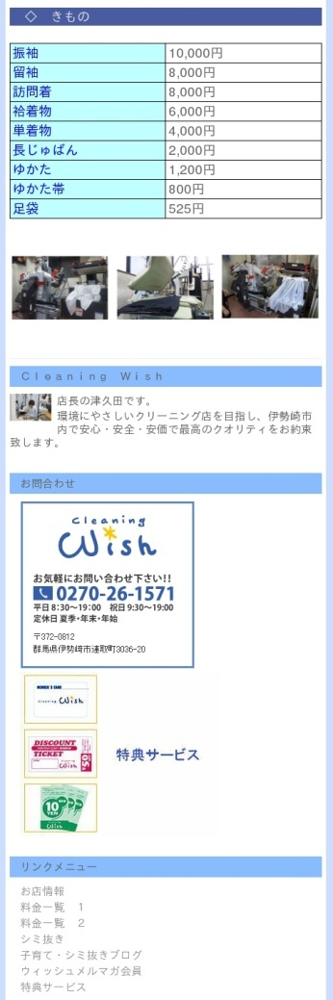 ◇ きもの
振袖 10,000円
留袖 8,000円
訪問着 8,000円
袷着物 6,000円
単着物 4,000円
長じゅばん 2,000円
ゆかた 1,200円
ゆかた帯 800円
足袋 525円
Cleaning Wish
店長の津久田です。
環境にやさしいクリーニング店を目指し、伊勢崎市
内で安心・安全・安価で最高のクオリティをお約束
致します。
お問合わせ
cleaning
Wish
お気軽にお問い合わせ下さい!!
0270-26-1571
平日8:30～19:00 祝日9:30～19:00
定休日 夏季・年末・年始
〒372-0812
群馬県伊勢崎市連取町3036-20
MEMBER'S CARD
cleaning Wish
DISCOUNT
TICKET
Wish
50
特典サービス
10
YEN
Wish
リンクメニュー
お店情報
料金一覧 1
料金一覧 2
シミ抜き
子育て・シミ抜きブログ
ウィッシュメルマガ会員
特典サービス